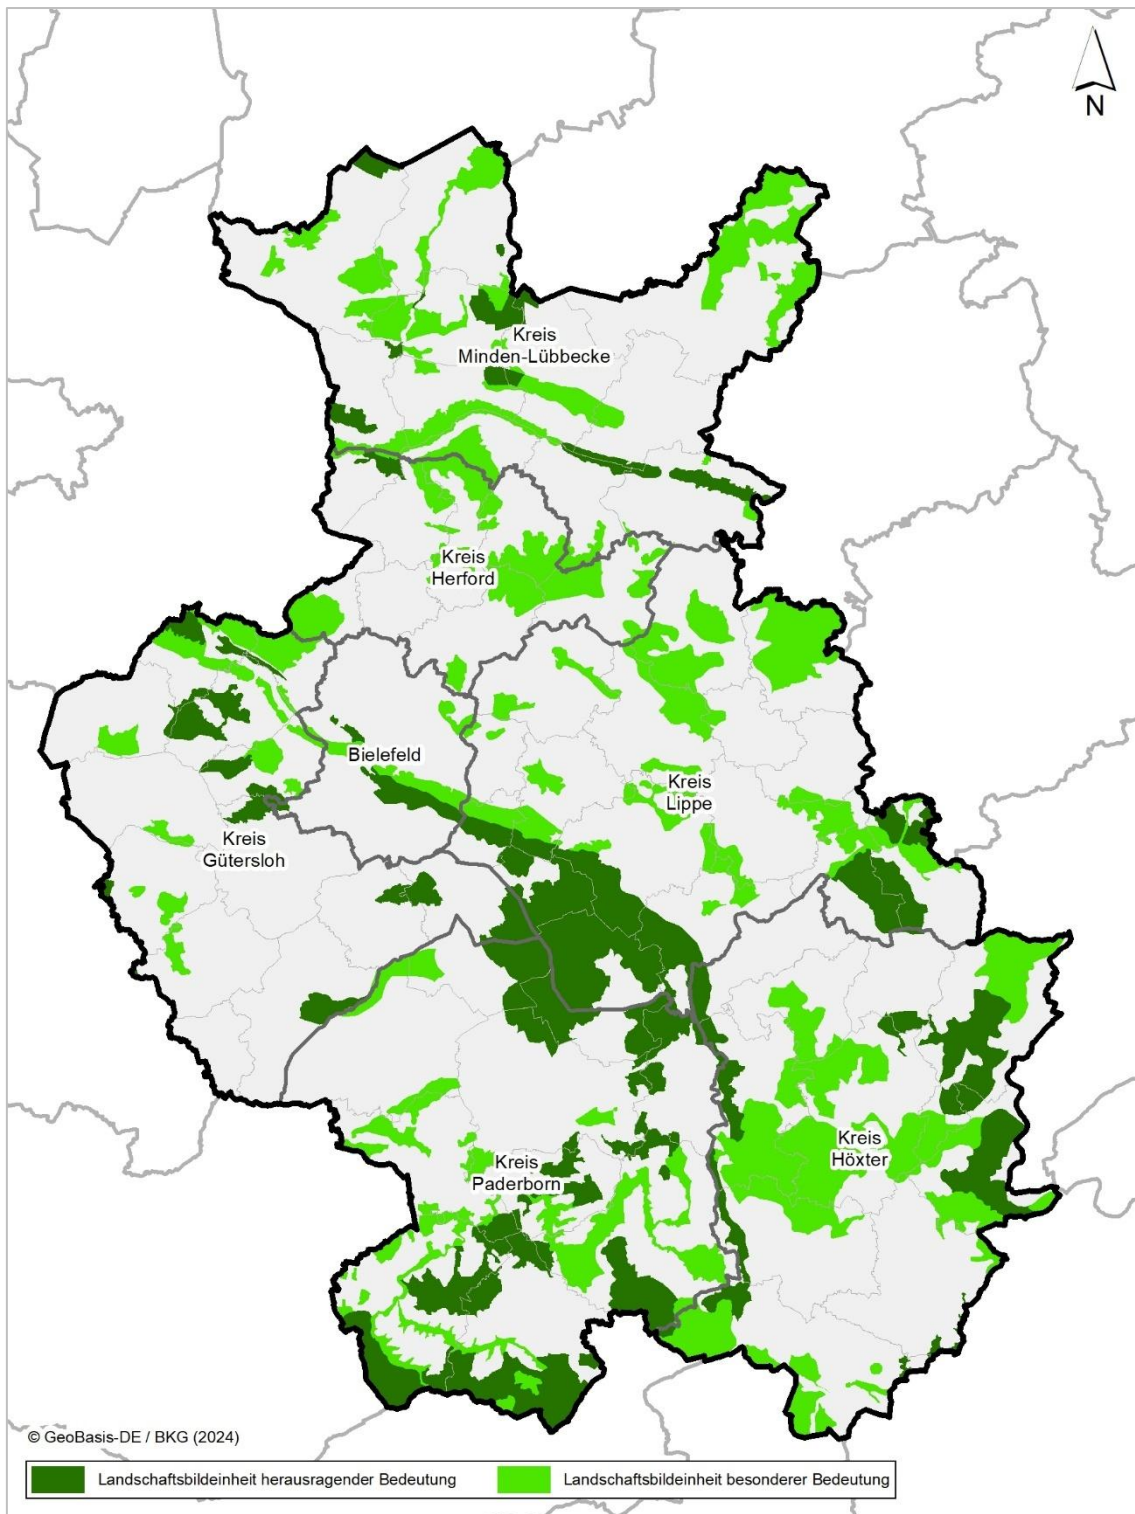 N
Kreis
Minden-Lübbecke
Kreis
Herford
Bielefeld
Kreis
Lippe
Kreis
Gütersloh
Kreis
Höxter
Kreis
Paderborn
© GeoBasis-DE / BKG (2024)
Landschaftsbildeinheit herausragender Bedeutung
Landschaftsbildeinheit besonderer Bedeutung